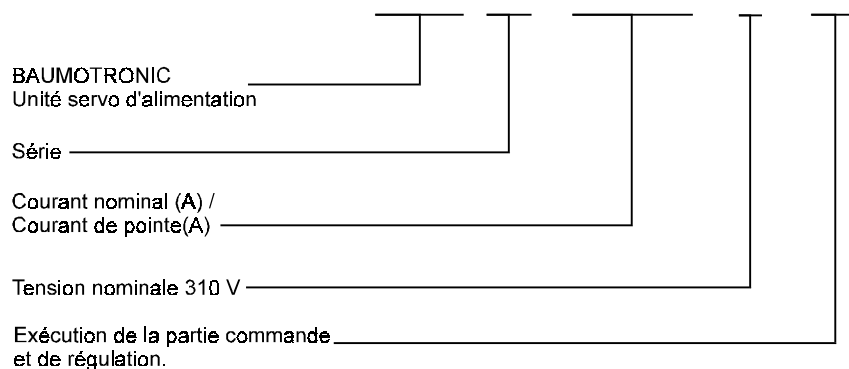 BAUMOTRONIC
Unité servo d'alimentation
Série
Courant nominal (A) /
Courant de pointe(A)
Tension nominale 310 V
Exécution de la partie commande
et de régulation.